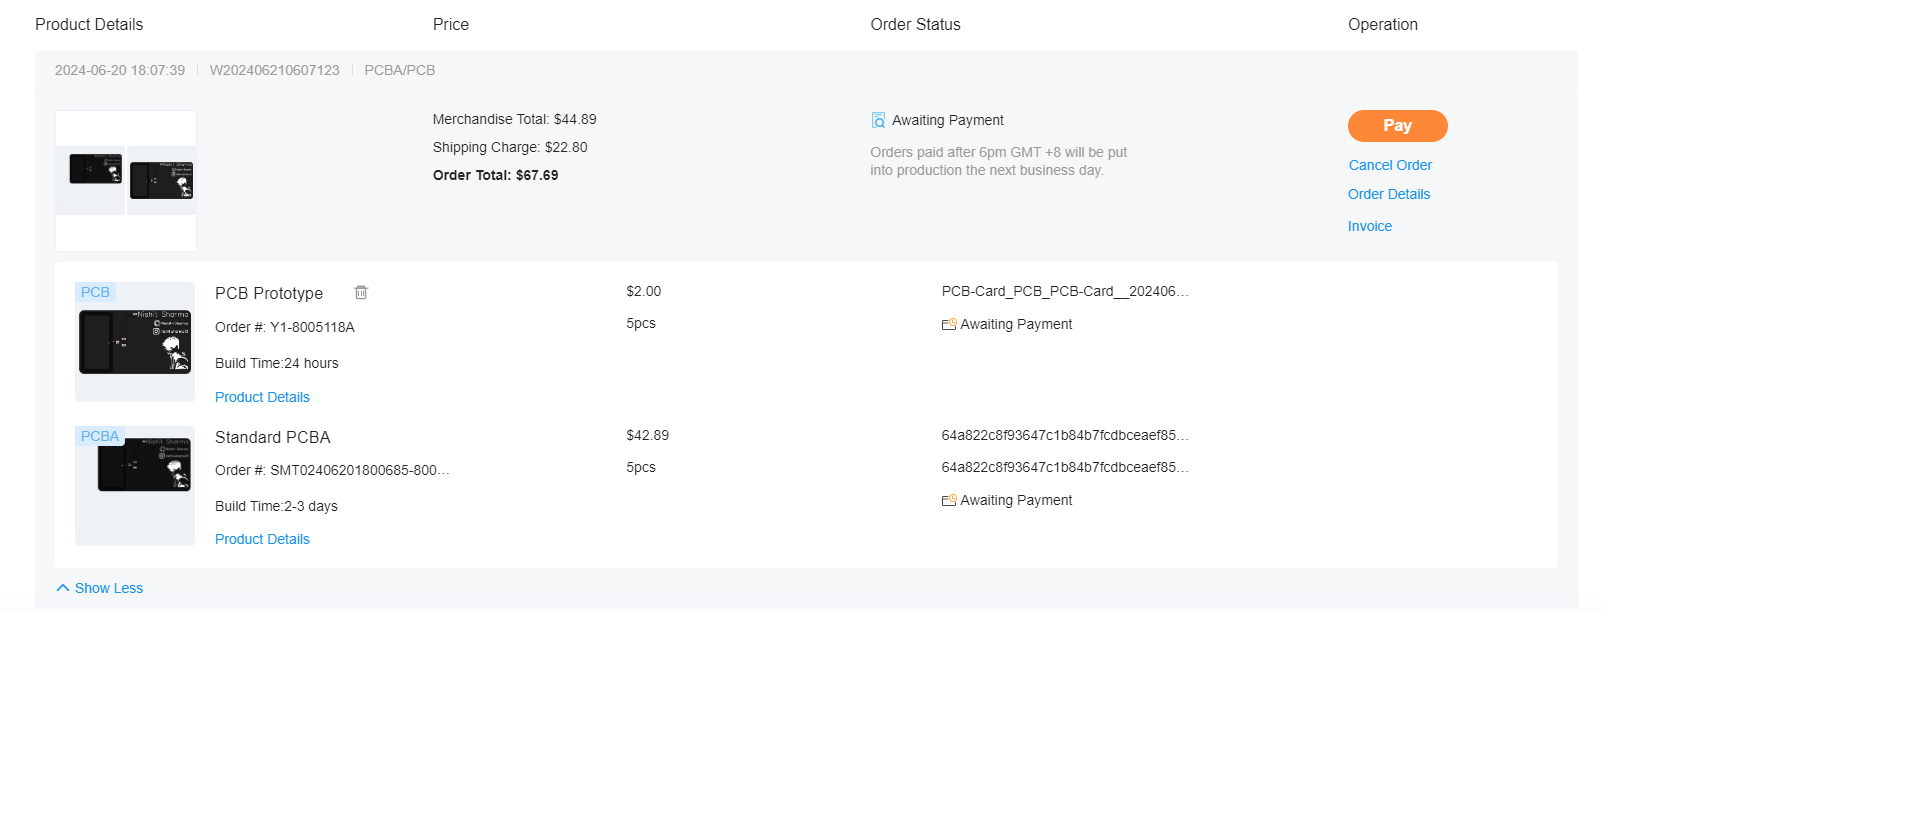 Product Details
Price
Order Status
Operation
2024-06-20 18:07:39
W202406210607123
PCBA/PCB
Merchandise Total: $44.89
Shipping Charge: $22.80
Order Total: $67.69
Awaiting Payment
Orders paid after 6pm GMT +8 will be put
into production the next business day.
Pay
Cancel Order
Order Details
Invoice
PCB
Nishit Sharma
PCB Prototype
$2.00
PCB-Card_PCB_PCB-Card__202406...
Order #: Y1-8005118A
5pcs
Awaiting Payment
Build Time:24 hours
Product Details
PCBA
Nishit Sharma
Standard PCBA
$42.89
64a822c8f93647c1b84b7fcdbceaef85...
Order #: SMT02406201800685-800...
5pcs
64a822c8f93647c1b84b7fcdbceaef85...
Build Time:2-3 days
Awaiting Payment
Product Details
Show Less